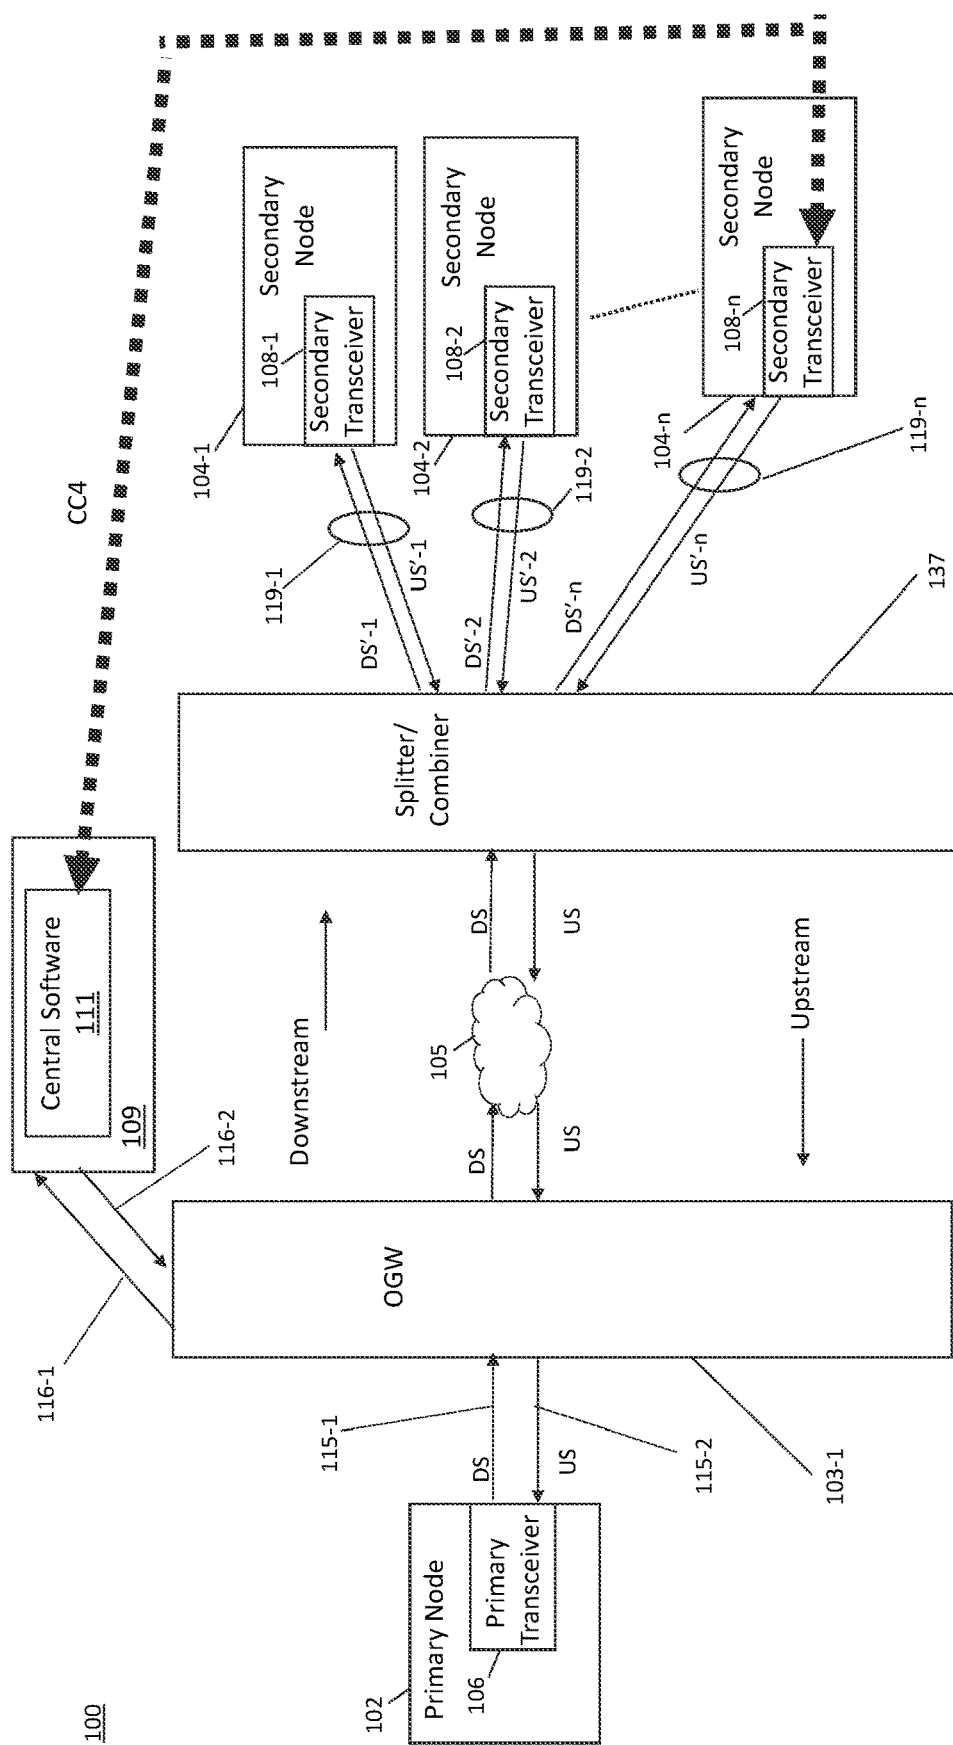 100
CC4
Central Software
111
109
116-1
116-2
Downstream
Secondary
Node
108-1
Secondary
Transceiver
104-1
119-1
DS'-1
US'-1
Secondary
Node
108-2
Secondary
Transceiver
104-2
119-2
DS'-2
US'-2
Secondary
Node
108-n
Secondary
Transceiver
104-n
119-n
DS'-n
US'-n
102
Primary Node
106
Primary
Transceiver
115-1
DS
US
115-2
OGW
103-1
DS
US
105
DS
US
Splitter/
Combiner
137
Upstream